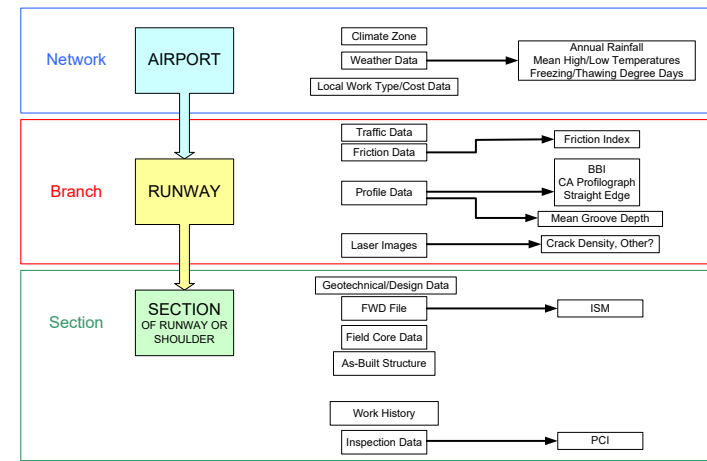 Network
AIRPORT
Climate Zone
Weather Data
Local Work Type/Cost Data
Annual Rainfall
Mean High/Low Temperatures
Freezing/Thawing Degree Days
Branch
RUNWAY
Traffic Data
Friction Data
Friction Index
Profile Data
BBI
CA Profilograph
Straight Edge
Mean Groove Depth
Laser Images
Crack Density, Other?
Section
SECTION
OF RUNWAY OR
SHOULDER
Geotechnical/Design Data
FWD File
ISM
Field Core Data
As-Built Structure
Work History
Inspection Data
PCI